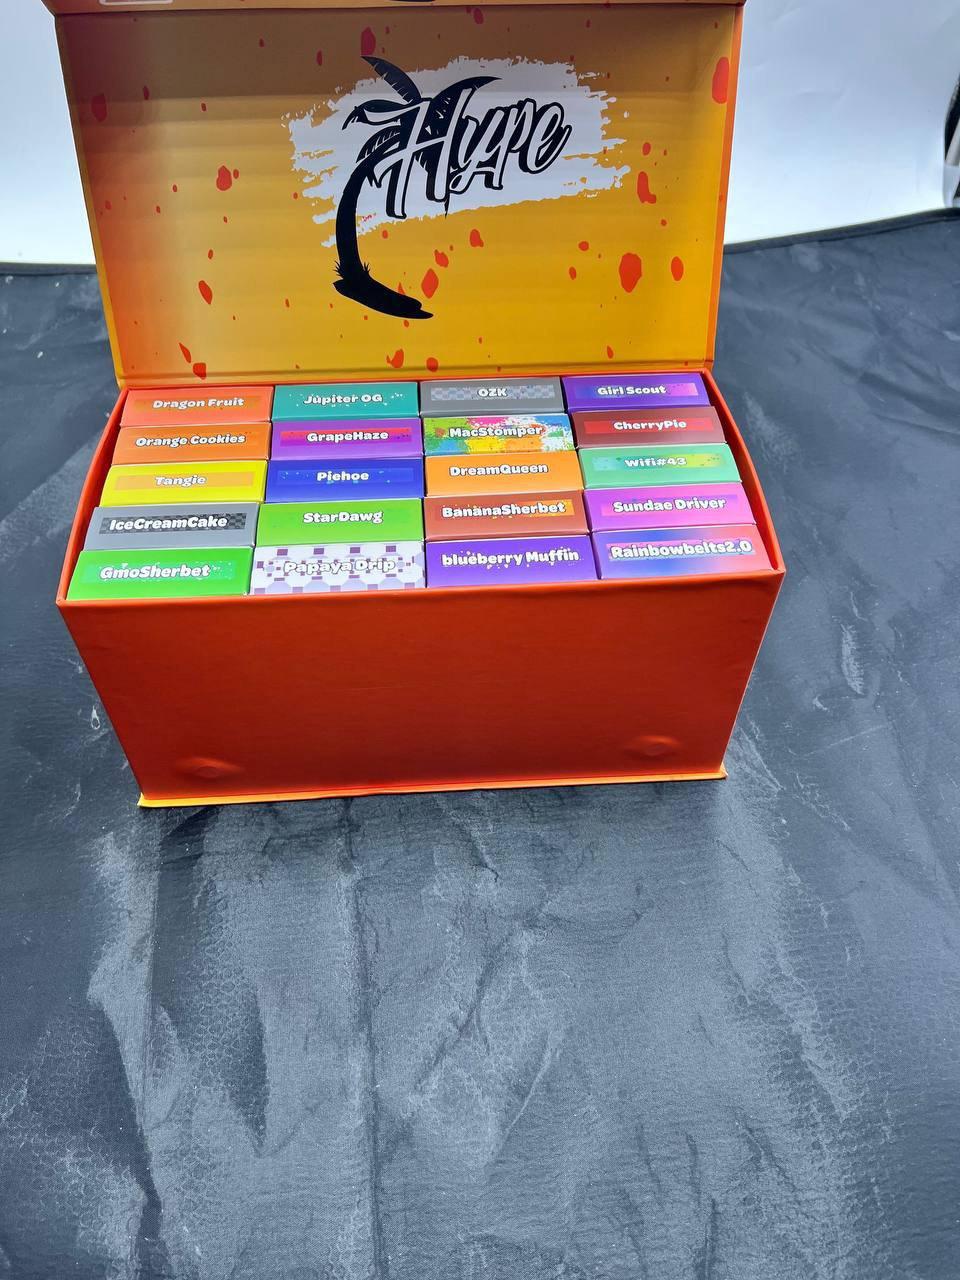 Hype
Dragon Fruit
Jupiter OG
OZK
Girl Scout
Orange Cookies
GrapeHaze
MacStomper
CherryPie
Tangie
Piehoe
DreamQueen
Wifi#43
IceCreamCake
StarDawg
BananaSherbet
Sundae Driver
GmoSherbet
Papaya Drip
blueberry Muffin
Rainbowbelts2.0